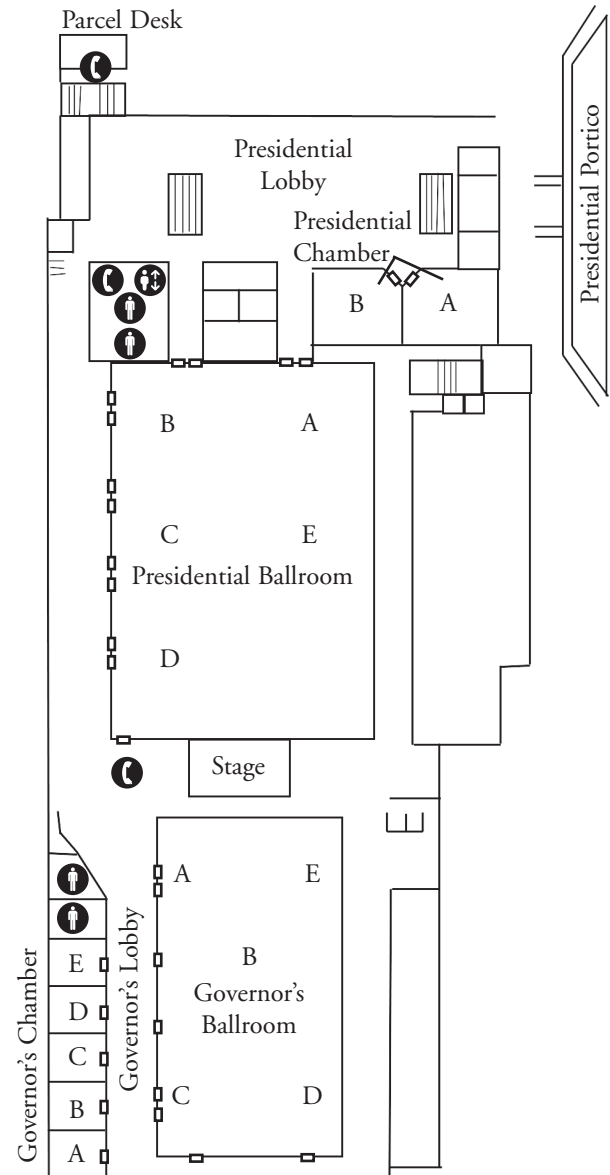 Parcel Desk
Presidential
Lobby
Presidential Portico
Presidential
Chamber
B
A
B
A
C
E
Presidential Ballroom
D
Stage
A
E
B
Governor's
Ballroom
C
D
Governor's Lobby
Governor's Chamber
E
D
C
B
A